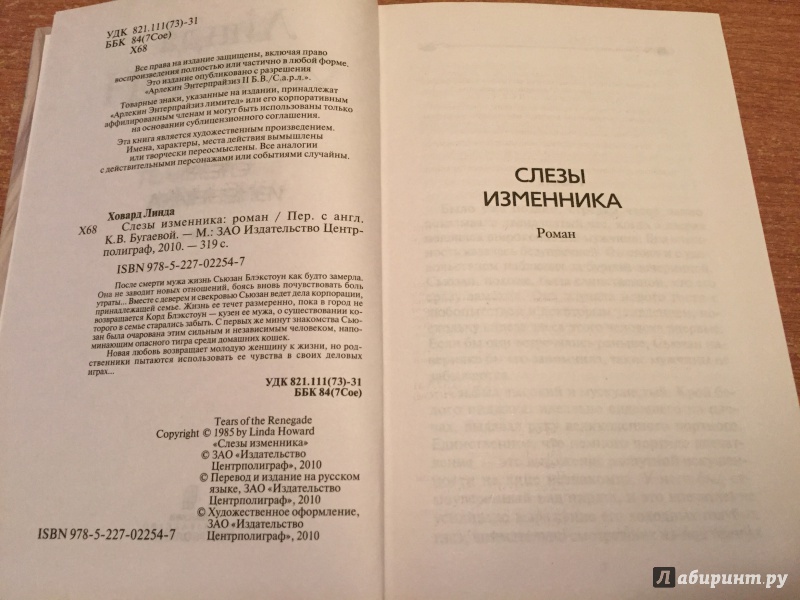 УДК 821.111(73)-31
ББК 84(7Сое)
Х68
Все права на издание защищены, включая право
воспроизведения полностью или частично в любой форме.
Это издание опубликовано с разрешения
«Арлекин Энтерпрайзиз II Б.В./С.а.р.л.».
Товарные знаки, указанные на издании, принадлежат
«Арлекин Энтерпрайзиз лимитед» или его корпоративным
аффилированным членам и могут быть использованы только
на основании сублицензионного соглашения.
Эта книга является художественным произведением.
Имена, характеры, места действия вымышлены
или творчески переосмыслены. Все аналогии
с действительными персонажами или событиями случайны.
Ховард Линда
Х68 Слезы изменника: роман / Пер. с англ.
К.В. Бугаевой. — М.: ЗАО Издательство Центр-
полиграф, 2010. — 319 с.
ISBN 978-5-227-02254-7
После смерти мужа жизнь Сьюзан Блэкстоун как будто замерла.
Она не заводит новых отношений, боясь вновь почувствовать боль
утраты... Вместе с деверем и свекровью Сьюзан ведет дела корпорации,
принадлежащей семье. Жизнь ее течет размеренно, пока в город не
возвращается Корд Блэкстоун — кузен ее мужа, о существовании ко-
торого в семье старались забыть. С первых же минут знакомства Сью-
зан была очарована этим сильным и независимым человеком, напо-
минающим опасного тигра среди домашних кошек.
Новая любовь возвращает молодую женщину к жизни, но род-
ственники пытаются использовать ее чувства в своих деловых
играх...
УДК 821.111(73)-31
ББК 84(7Сое)
Tears of the Renegade
Copyright © 1985 by Linda Howard
«Слезы изменника»
© ЗАО «Издательство
Центрполиграф», 2010
© Перевод и издание на русском
языке, ЗАО «Издательство
Центрполиграф», 2010
© Художественное оформление,
ЗАО «Издательство
Центрполиграф», 2010
ISBN 978-5-227-02254-7
СЛЕЗЫ
ИЗМЕННИКА
Роман
Лабиринт.ру